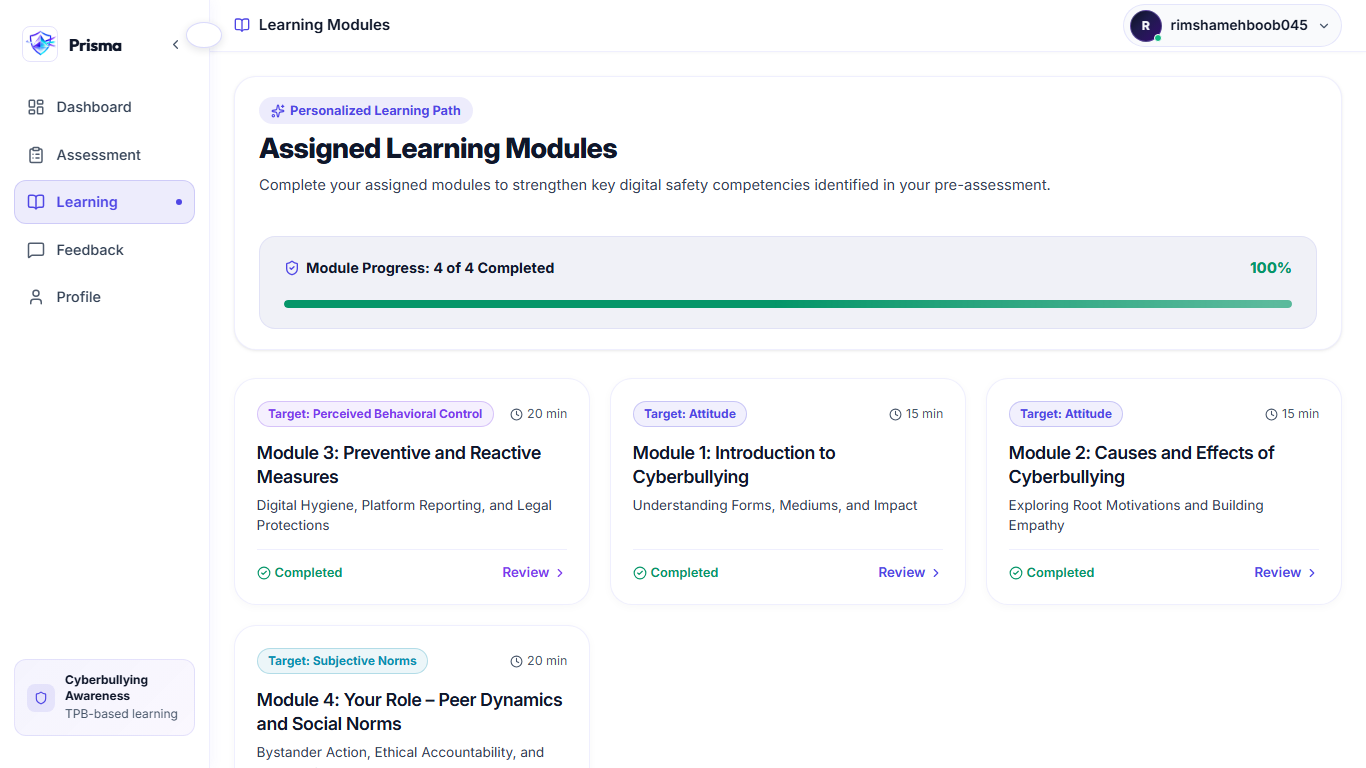 Prisma
Dashboard
Assessment
Learning
Feedback
Profile
Cyberbullying
Awareness
TPB-based learning
Learning Modules
R
rimshamehboob045
Personalized Learning Path
Assigned Learning Modules
Complete your assigned modules to strengthen key digital safety competencies identified in your pre-assessment.
Module Progress: 4 of 4 Completed
100%
Target: Perceived Behavioral Control
20 min
Module 3: Preventive and Reactive
Measures
Digital Hygiene, Platform Reporting, and Legal
Protections
Completed
Review
Target: Attitude
15 min
Module 1: Introduction to
Cyberbullying
Understanding Forms, Mediums, and Impact
Completed
Review
Target: Attitude
15 min
Module 2: Causes and Effects of
Cyberbullying
Exploring Root Motivations and Building
Empathy
Completed
Review
Target: Subjective Norms
20 min
Module 4: Your Role – Peer Dynamics
and Social Norms
Bystander Action, Ethical Accountability, and